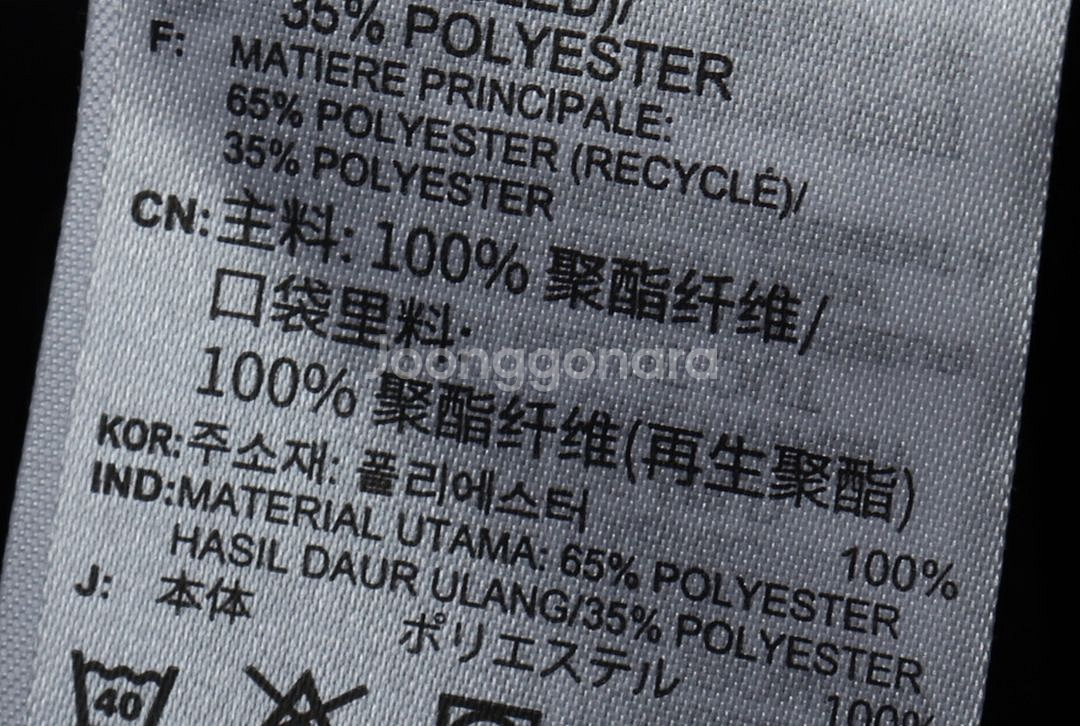 35% POLYESTER
F: MATIERE PRINCIPALE:
65% POLYESTER (RECYCLÉ)/
35% POLYESTER
CN: 主料: 100% 聚酯纤维/
口袋里料:
100% 聚酯纤维(再生聚酯)
KOR: 주소재: 폴리에스터 100%
IND: MATERIAL UTAMA: 65% POLYESTER
HASIL DAUR ULANG/35% POLYESTER
J: 本体 ポリエステル 100%
40
Joonggonara